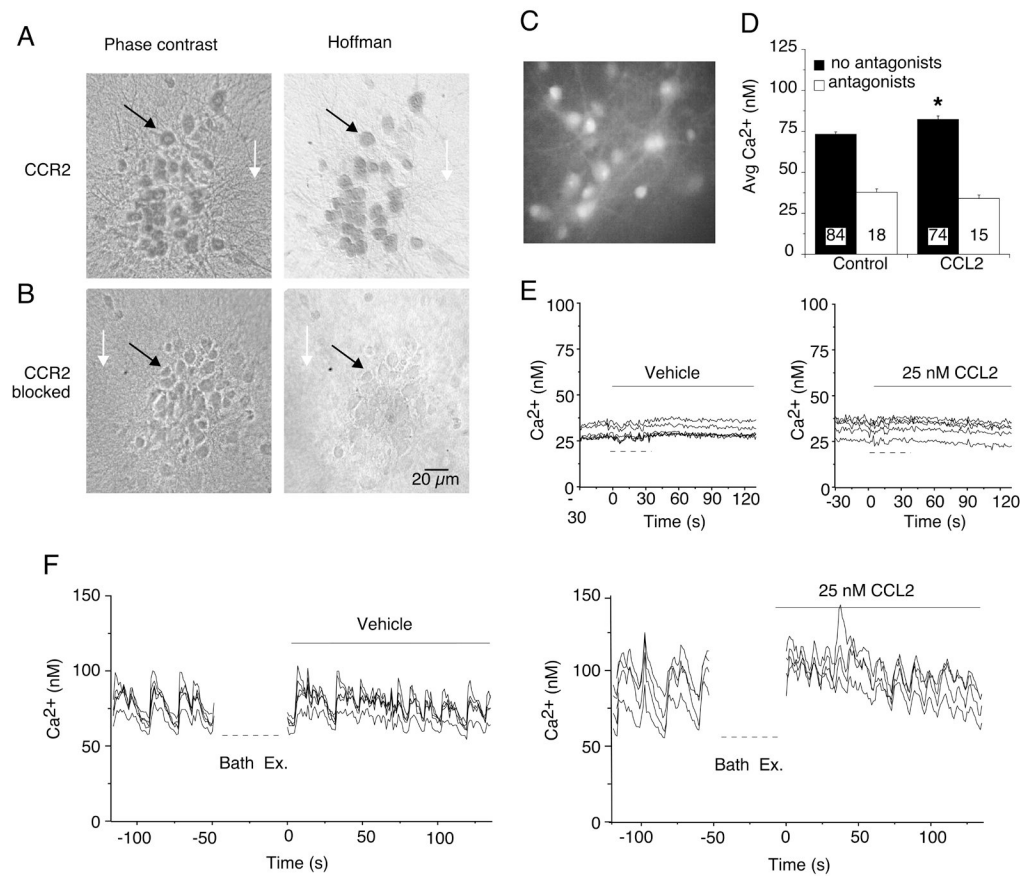 A
Phase contrast
Hoffman
CCR2
B
CCR2
blocked
20 µm
C
D
no antagonists
antagonists
*
Avg Ca²⁺ (nM)
125
100
75
50
25
0
84
18
74
15
Control
CCL2
E
Ca2+ (nM)
100
75
50
25
0
Vehicle
-
30
0
30
60
90
120
Time (s)
Ca2+ (nM)
100
75
50
25
0
25 nM CCL2
-30
0
30
60
90
120
Time (s)
F
Ca2+ (nM)
150
100
50
0
Vehicle
Bath Ex.
-100
-50
0
50
100
Time (s)
Ca2+ (nM)
150
100
50
0
25 nM CCL2
Bath Ex.
-100
-50
0
50
100
Time (s)